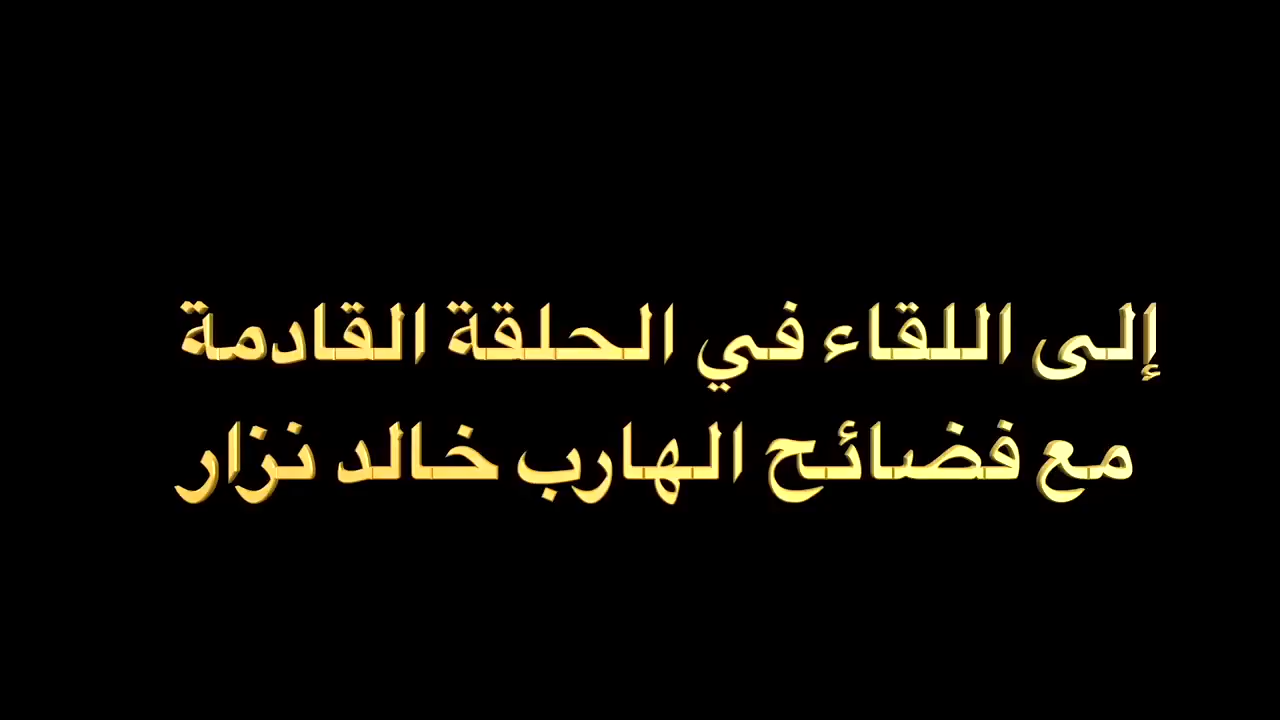 إلى اللقاء في الحلقة القادمة
مع فضائح الهارب خالد نزار